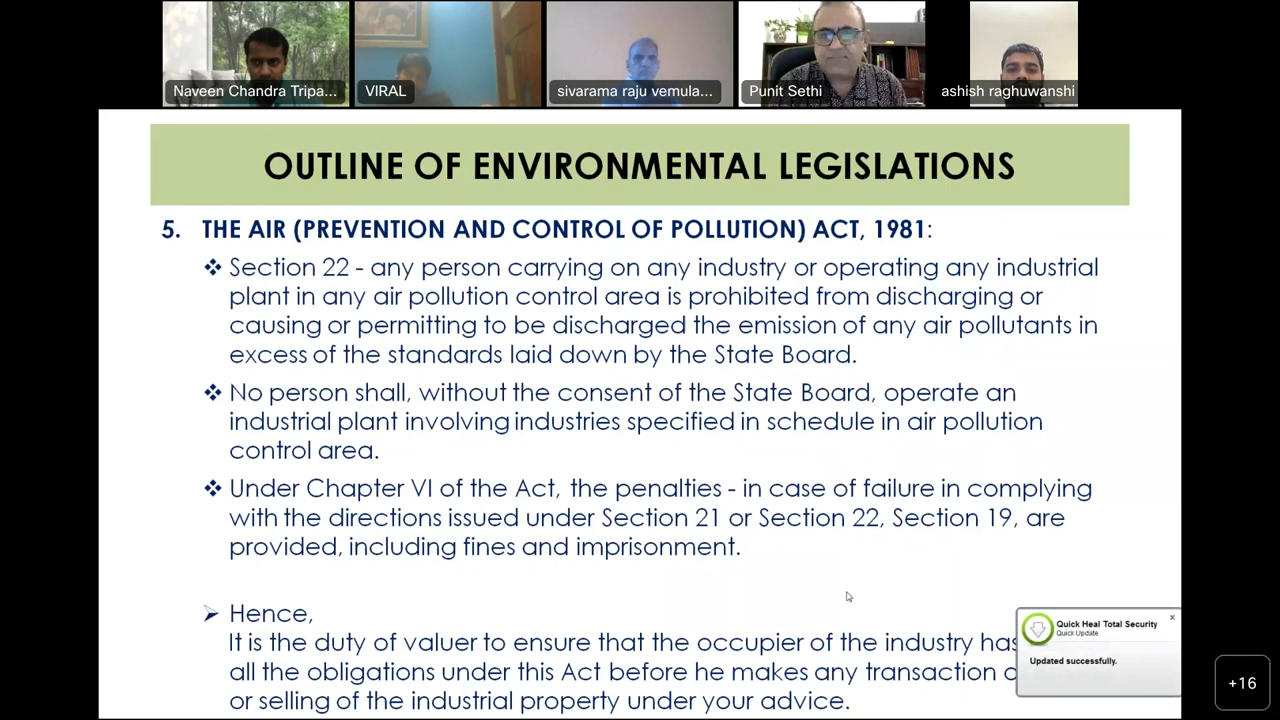 Naveen Chandra Tripa...
VIRAL
sivarama raju vemula...
Punit Sethi
ashish raghuwanshi
OUTLINE OF ENVIRONMENTAL LEGISLATIONS
5. THE AIR (PREVENTION AND CONTROL OF POLLUTION) ACT, 1981:
❖ Section 22 - any person carrying on any industry or operating any industrial
plant in any air pollution control area is prohibited from discharging or
causing or permitting to be discharged the emission of any air pollutants in
excess of the standards laid down by the State Board.
❖ No person shall, without the consent of the State Board, operate an
industrial plant involving industries specified in schedule in air pollution
control area.
❖ Under Chapter VI of the Act, the penalties - in case of failure in complying
with the directions issued under Section 21 or Section 22, Section 19, are
provided, including fines and imprisonment.
➢ Hence,
It is the duty of valuer to ensure that the occupier of the industry has
all the obligations under this Act before he makes any transaction
or selling of the industrial property under your advice.
Quick Heal Total Security
x
Quick Update
Updated successfully.
+16